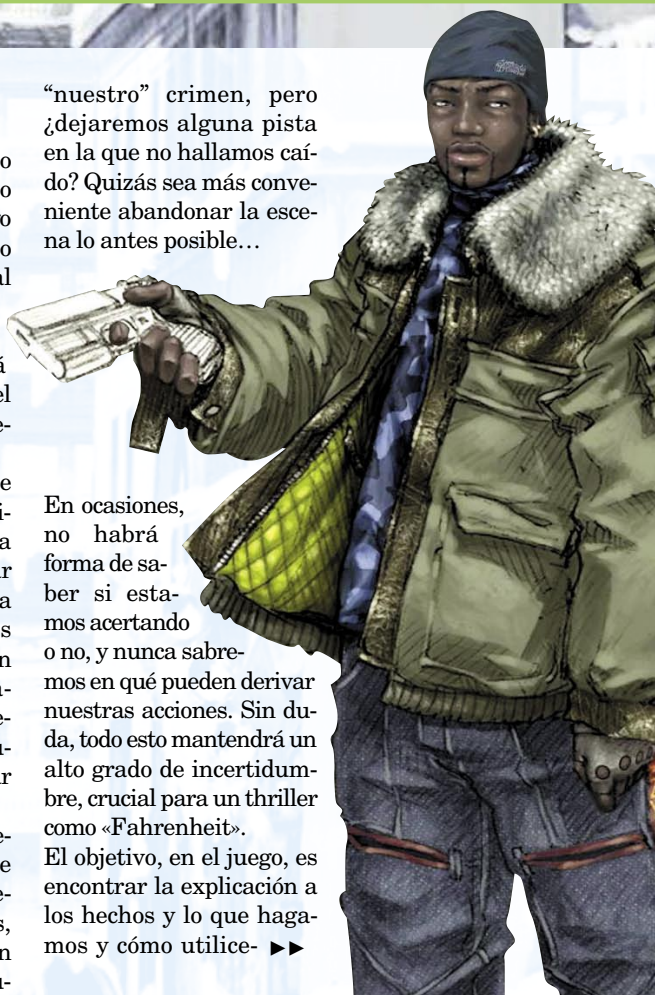 “nuestro” crimen, pero
¿dejaremos alguna pista
en la que no hallamos caí-
do? Quizás sea más conve-
niente abandonar la esce-
na lo antes posible…
En ocasiones,
no habrá
forma de sa-
ber si esta-
mos acertando
o no, y nunca sabre-
mos en qué pueden derivar
nuestras acciones. Sin du-
da, todo esto mantendrá un
alto grado de incertidum-
bre, crucial para un thriller
como «Fahrenheit».
El objetivo, en el juego, es
encontrar la explicación a
los hechos y lo que haga-
mos y cómo utilice- ►►